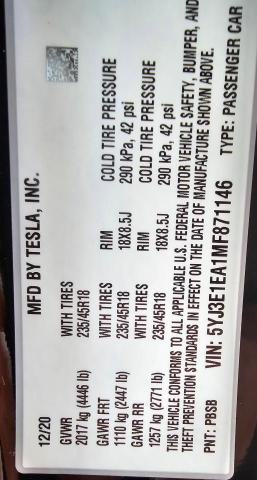 MFD BY TESLA, INC.
12/20
GVWR WITH TIRES RIM COLD TIRE PRESSURE
2017 kg (4446 lb) 235/45R18 18X8.5J 290 kPa, 42 psi
GAWR FRT WITH TIRES RIM COLD TIRE PRESSURE
1110 kg (2447 lb) 235/45R18 18X8.5J 290 kPa, 42 psi
GAWR RR
1257 kg (2771 lb)
THIS VEHICLE CONFORMS TO ALL APPLICABLE U.S. FEDERAL MOTOR VEHICLE SAFETY, BUMPER, AND
THEFT PREVENTION STANDARDS IN EFFECT ON THE DATE OF MANUFACTURE SHOWN ABOVE.
PNT: PBSB VIN: 5YJ3E1EA1MF871146 TYPE: PASSENGER CAR